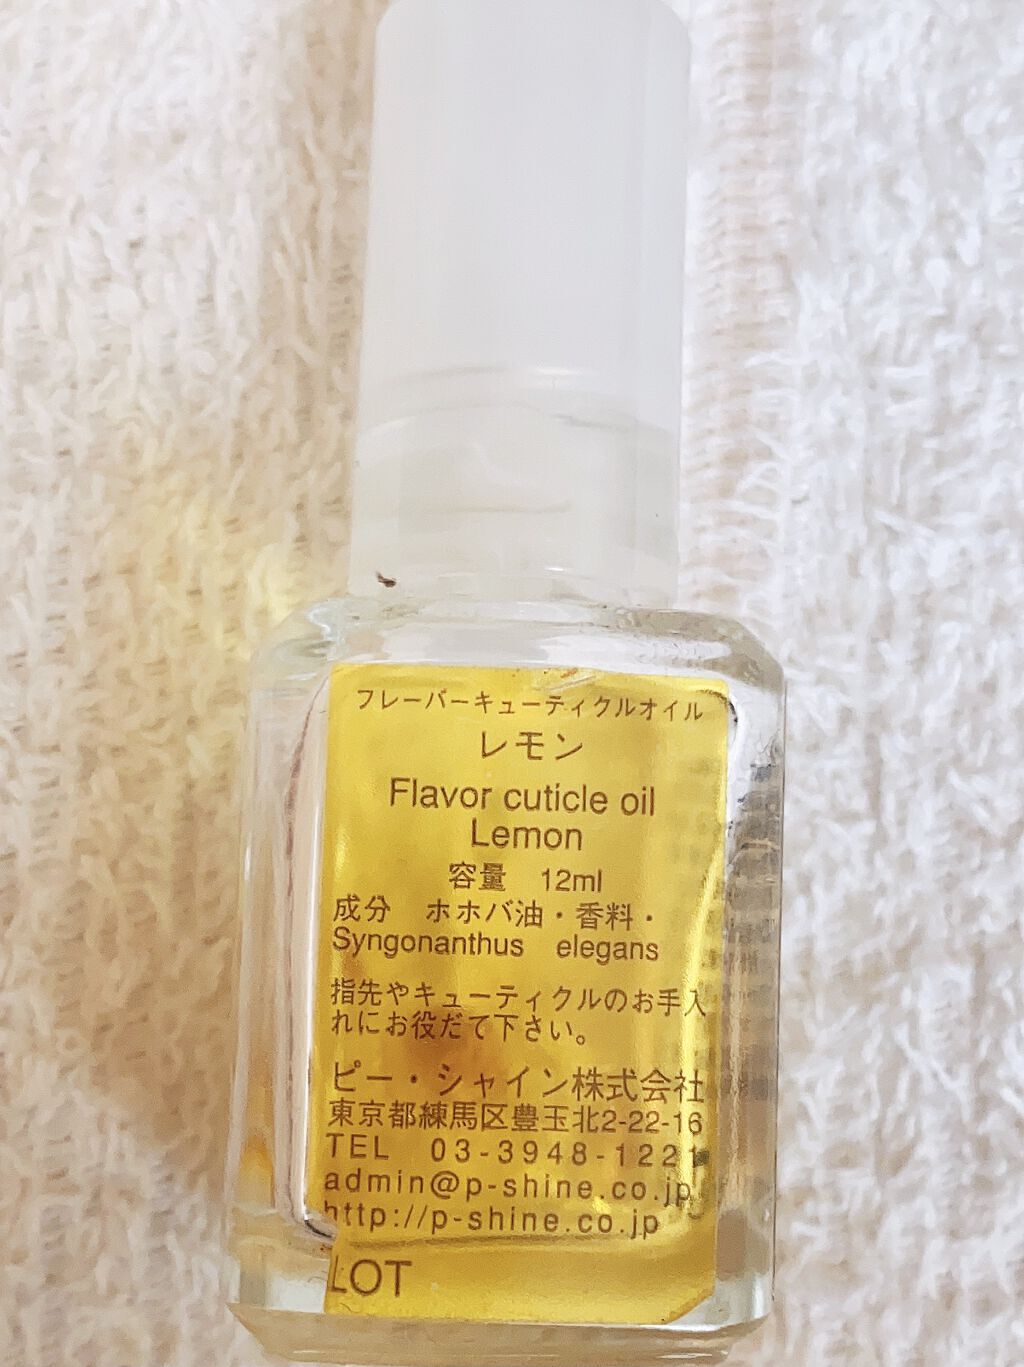 フレーバーキューティクルオイル
レモン
Flavor cuticle oil
Lemon
容量　12ml
成分　ホホバ油・香料・
Syngonanthus　elegans
指先やキューティクルのお手入
れにお役だて下さい。
ピー・シャイン株式会社
東京都練馬区豊玉北2-22-16
TEL　03-3948-1221
admin@p-shine.co.jp
http://p-shine.co.jp
LOT